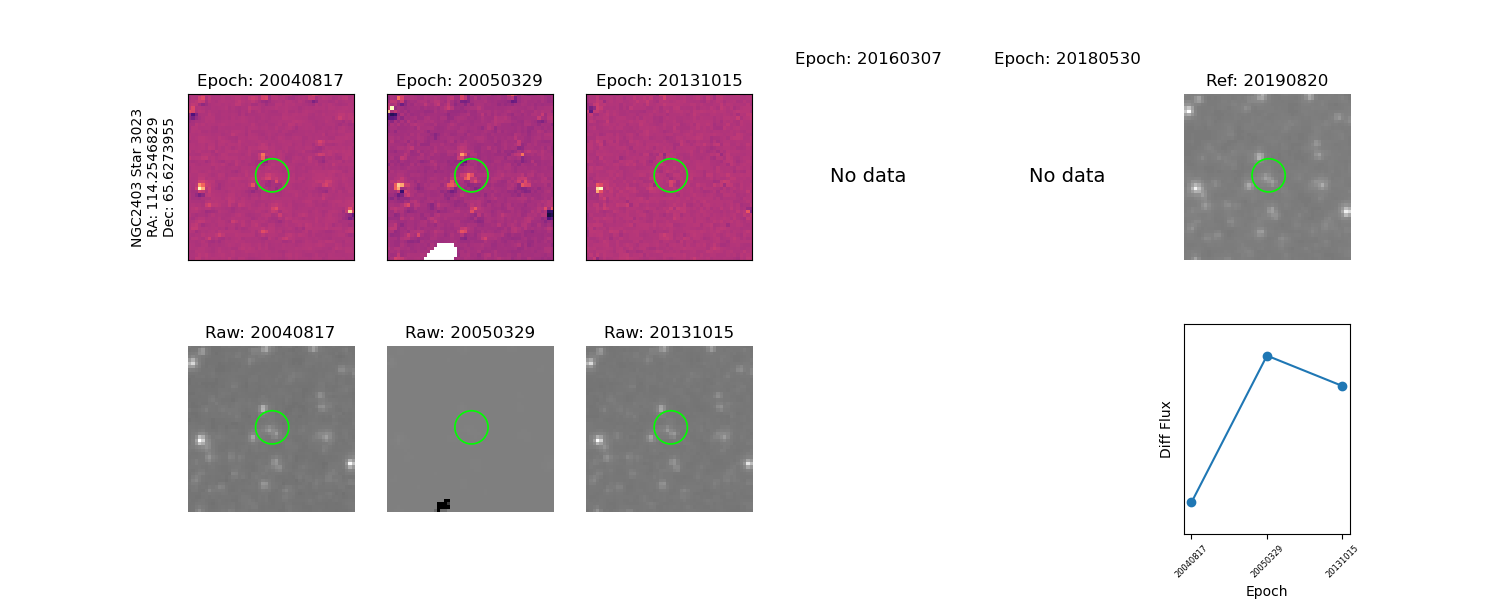 NGC2403 Star 3023
RA: 114.2546829
Dec: 65.6273955
Epoch: 20040817
Epoch: 20050329
Epoch: 20131015
Epoch: 20160307
No data
Epoch: 20180530
No data
Ref: 20190820
Raw: 20040817
Raw: 20050329
Raw: 20131015
Diff Flux
20040817
20050329
20131015
Epoch